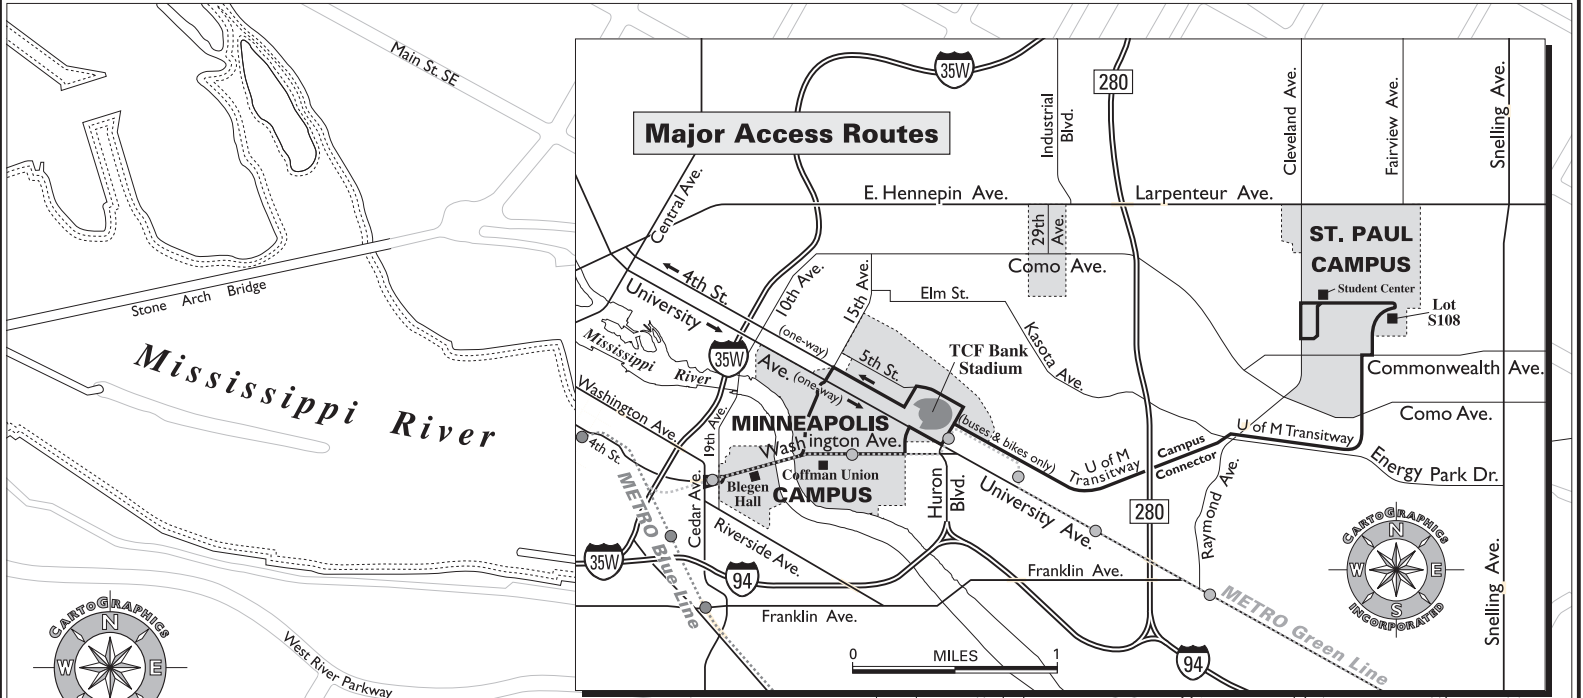 Main St. SE
Stone Arch Bridge
Mississippi River
West River Parkway
CARTOGRAPHICS
N
W
E
Major Access Routes
35W
280
Industrial
Blvd.
Cleveland Ave.
Fairview Ave.
Snelling Ave.
Central Ave.
E. Hennepin Ave.
Larpenteur Ave.
29th
Ave.
ST. PAUL
CAMPUS
Student Center
Lot
S108
Como Ave.
4th St.
University
10th Ave.
15th Ave.
Elm St.
(one-way)
Kasota Ave.
Mississippi
River
35W
Ave. (one-way)
5th St.
TCF Bank
Stadium
Commonwealth Ave.
Como Ave.
Washington Ave.
19th Ave.
MINNEAPOLIS
Washington Ave.
(buses & bikes only)
U of M
Transitway
Campus
Connector
U of M Transitway
Energy Park Dr.
4th St.
METRO Blue Line
Cedar Ave.
Blegen
Hall
Coffman Union
CAMPUS
Huron
Blvd.
University Ave.
280
Raymond Ave.
CARTOGRAPHICS
N
W
E
S
INCORPORATED
Riverside Ave.
35W
94
Franklin Ave.
Franklin Ave.
METRO Green Line
Snelling Ave.
94
0 MILES 1